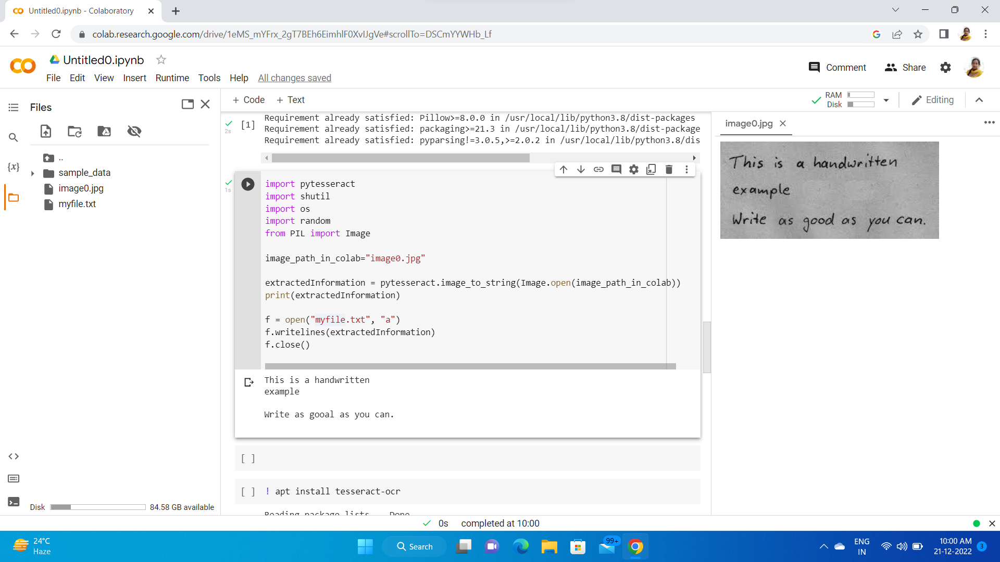 Untitled0.ipynb - Colaboratory
colab.research.google.com/drive/1eMS_mYFrx_2gT7BEh6EimhlF0XvIJgVe#scrollTo=DSCmYYWHb_Lf
Untitled0.ipynb
File Edit View Insert Runtime Tools Help All changes saved
Comment Share
Files
+ Code + Text
RAM
Disk
Editing
..
sample_data
image0.jpg
myfile.txt
{x}
2s
[1]
Requirement already satisfied: Pillow>=8.0.0 in /usr/local/lib/python3.8/dist-packages
Requirement already satisfied: packaging>=21.3 in /usr/local/lib/python3.8/dist-package
Requirement already satisfied: pyparsing!=3.0.5,>=2.0.2 in /usr/local/lib/python3.8/dis
1s
import pytesseract
import shutil
import os
import random
from PIL import Image
image_path_in_colab="image0.jpg"
extractedInformation = pytesseract.image_to_string(Image.open(image_path_in_colab))
print(extractedInformation)
f = open("myfile.txt", "a")
f.writelines(extractedInformation)
f.close()
This is a handwritten
example
Write as gooal as you can.
[ ]
[ ] ! apt install tesseract-ocr
Reading package lists... Done
image0.jpg
This is a handwritten
example
Write as good as you can.
Disk 84.58 GB available
0s completed at 10:00
24°C
Haze
Search
99+
ENG
IN
10:00 AM
21-12-2022
3